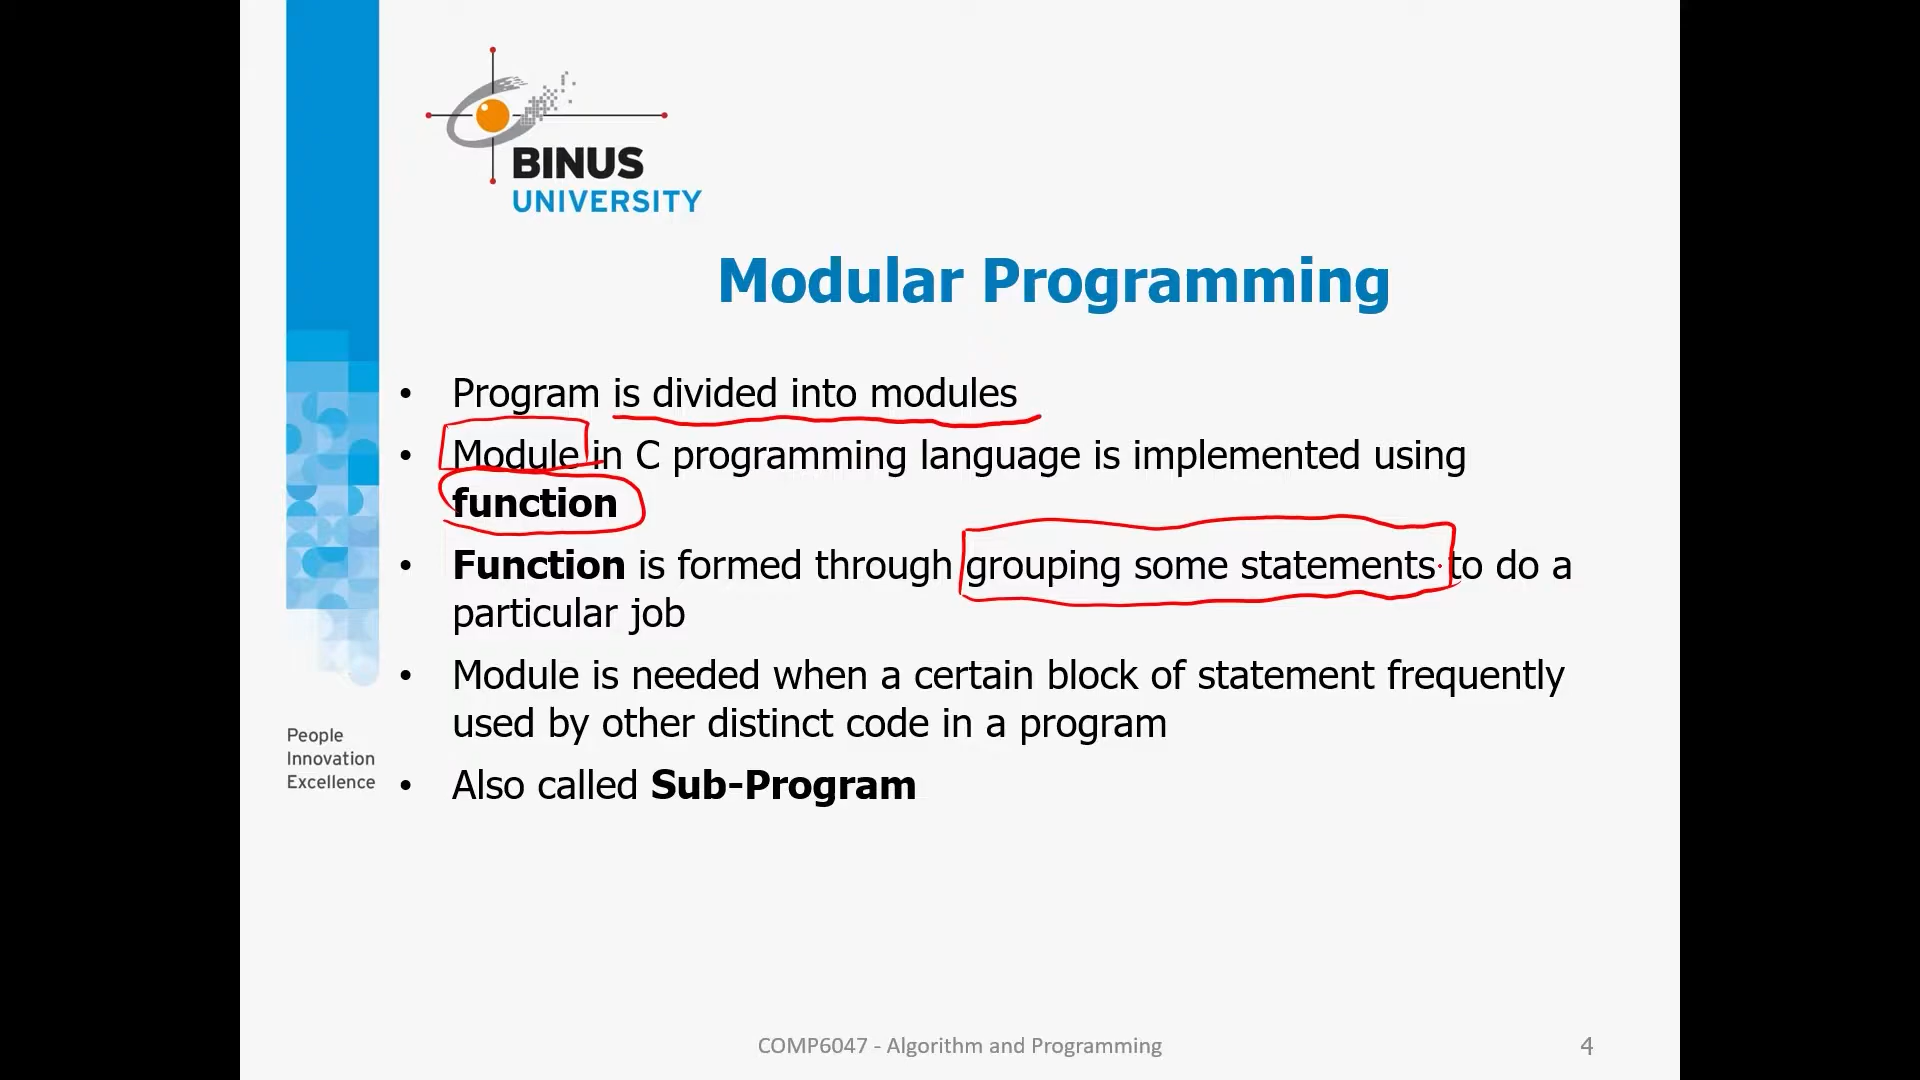 BINUS
UNIVERSITY
Modular Programming
• Program is divided into modules
• Module in C programming language is implemented using
function
• Function is formed through grouping some statements to do a
particular job
• Module is needed when a certain block of statement frequently
used by other distinct code in a program
• Also called Sub-Program
People
Innovation
Excellence
COMP6047 - Algorithm and Programming
4